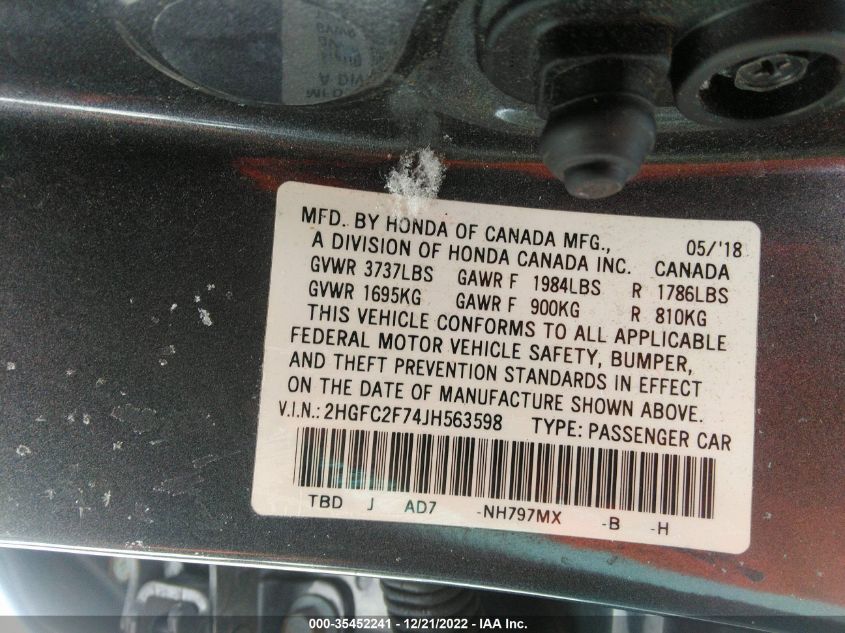 MFD. BY HONDA OF CANADA MFG., 05/'18
A DIVISION OF HONDA CANADA INC. CANADA
GVWR 3737LBS GAWR F 1984LBS R 1786LBS
GVWR 1695KG GAWR F 900KG R 810KG
THIS VEHICLE CONFORMS TO ALL APPLICABLE
FEDERAL MOTOR VEHICLE SAFETY, BUMPER,
AND THEFT PREVENTION STANDARDS IN EFFECT
ON THE DATE OF MANUFACTURE SHOWN ABOVE.
V.I.N.: 2HGFC2F74JH563598 TYPE: PASSENGER CAR
TBD J AD7 -NH797MX -B -H
000-35452241 - 12/21/2022 - IAA Inc.